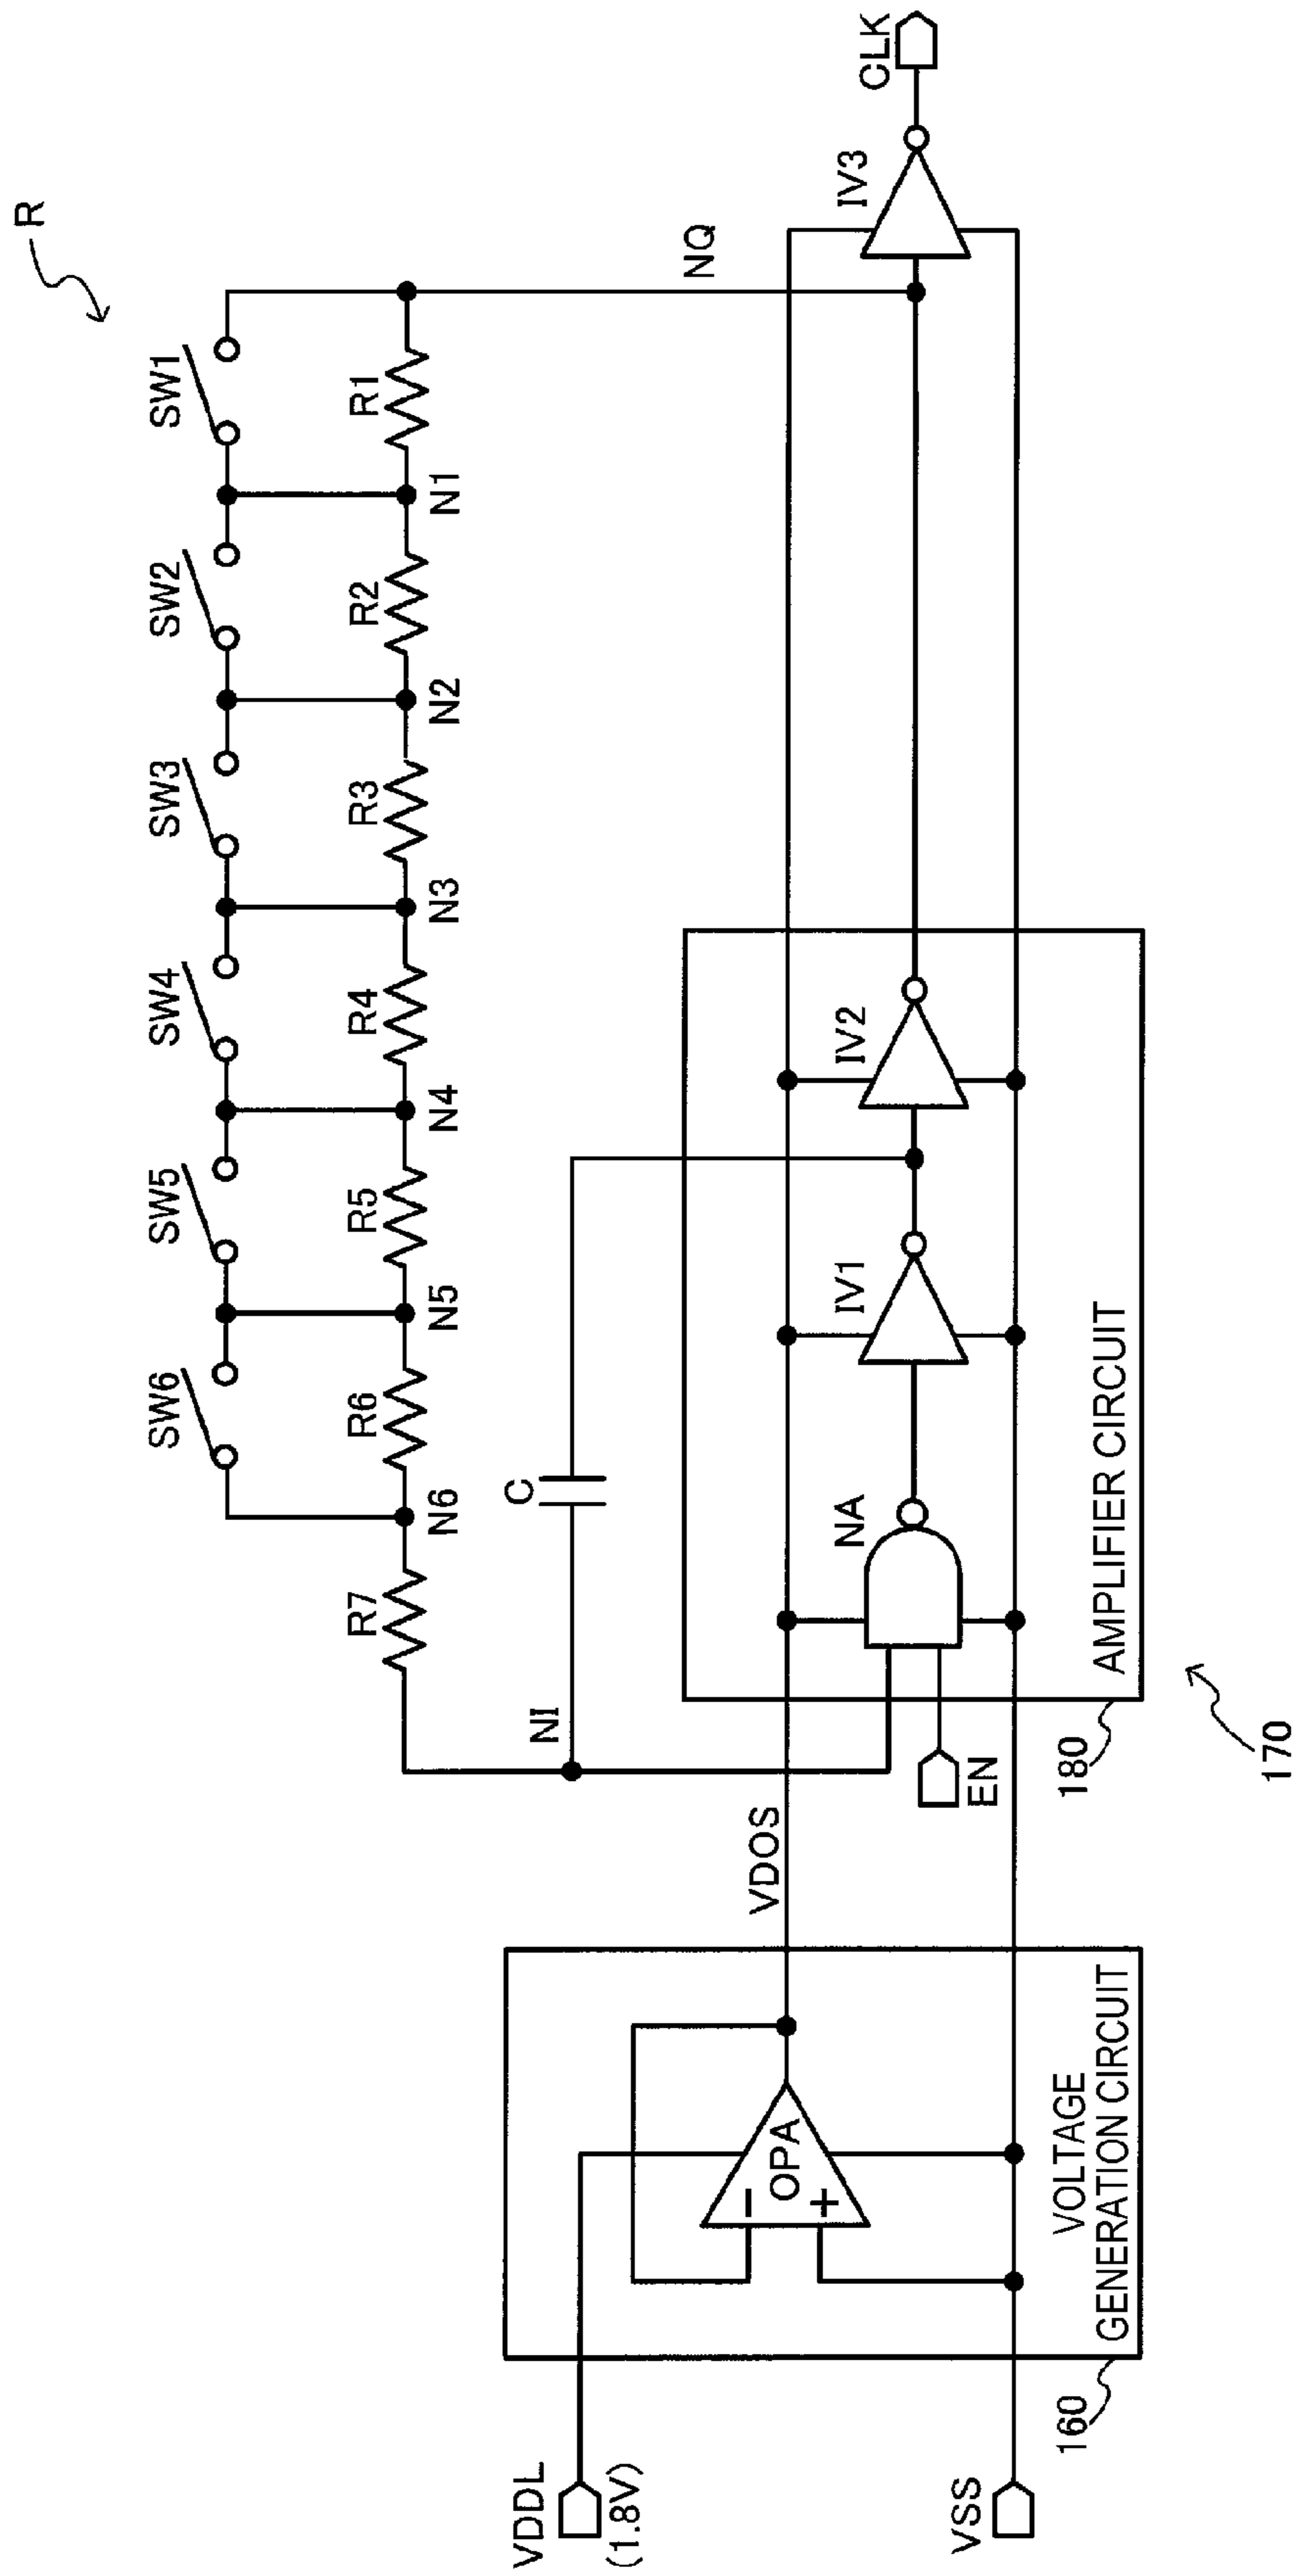 R
SW6
SW5
SW4
SW3
SW2
SW1
R7
R6
R5
R4
R3
R2
R1
N6
N5
N4
N3
N2
N1
C
NI
NQ
VDDL
(1.8V)
VDOS
OPA
−
+
NA
IV1
IV2
IV3
CLK
EN
VSS
VOLTAGE
GENERATION CIRCUIT
AMPLIFIER CIRCUIT
160
180
170